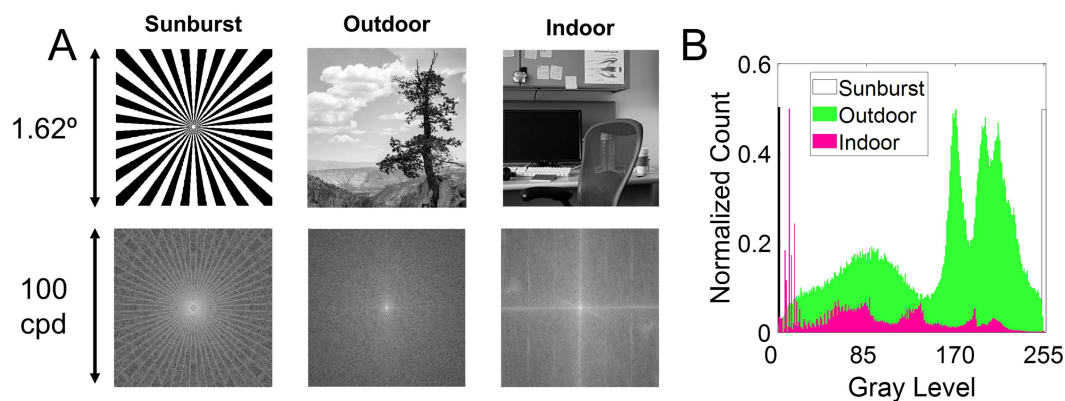 A
Sunburst
Outdoor
Indoor
1.62º
100
cpd
B
0.6
0.4
0.2
0
Normalized Count
Sunburst
Outdoor
Indoor
0
85
170
255
Gray Level